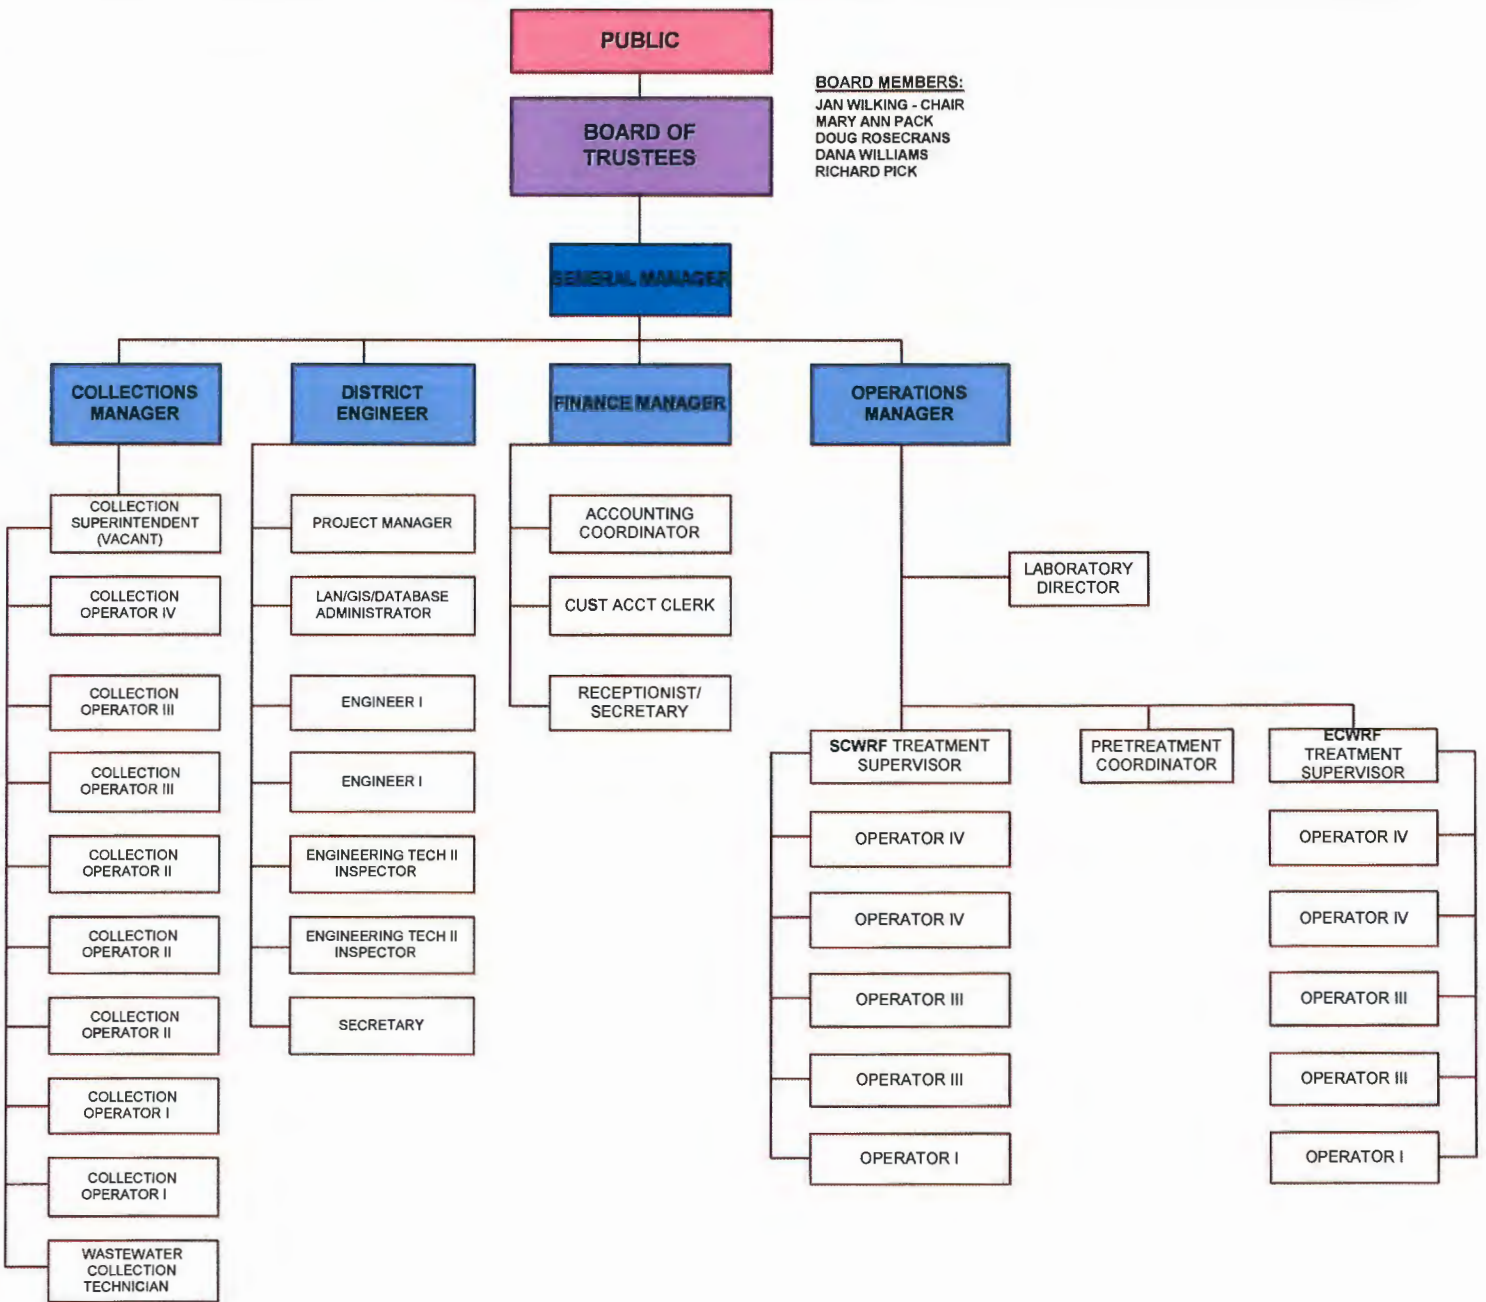 PUBLIC
BOARD OF
TRUSTEES
BOARD MEMBERS:
JAN WILKING - CHAIR
MARY ANN PACK
DOUG ROSECRANS
DANA WILLIAMS
RICHARD PICK
GENERAL MANAGER
COLLECTIONS
MANAGER
DISTRICT
ENGINEER
FINANCE MANAGER
OPERATIONS
MANAGER
COLLECTION
SUPERINTENDENT
(VACANT)
COLLECTION
OPERATOR IV
COLLECTION
OPERATOR III
COLLECTION
OPERATOR III
COLLECTION
OPERATOR II
COLLECTION
OPERATOR II
COLLECTION
OPERATOR II
COLLECTION
OPERATOR I
COLLECTION
OPERATOR I
WASTEWATER
COLLECTION
TECHNICIAN
PROJECT MANAGER
LAN/GIS/DATABASE
ADMINISTRATOR
ENGINEER I
ENGINEER I
ENGINEERING TECH II
INSPECTOR
ENGINEERING TECH II
INSPECTOR
SECRETARY
ACCOUNTING
COORDINATOR
CUST ACCT CLERK
RECEPTIONIST/
SECRETARY
LABORATORY
DIRECTOR
SCWRF TREATMENT
SUPERVISOR
OPERATOR IV
OPERATOR IV
OPERATOR III
OPERATOR III
OPERATOR I
PRETREATMENT
COORDINATOR
ECWRF
TREATMENT
SUPERVISOR
OPERATOR IV
OPERATOR IV
OPERATOR III
OPERATOR III
OPERATOR I